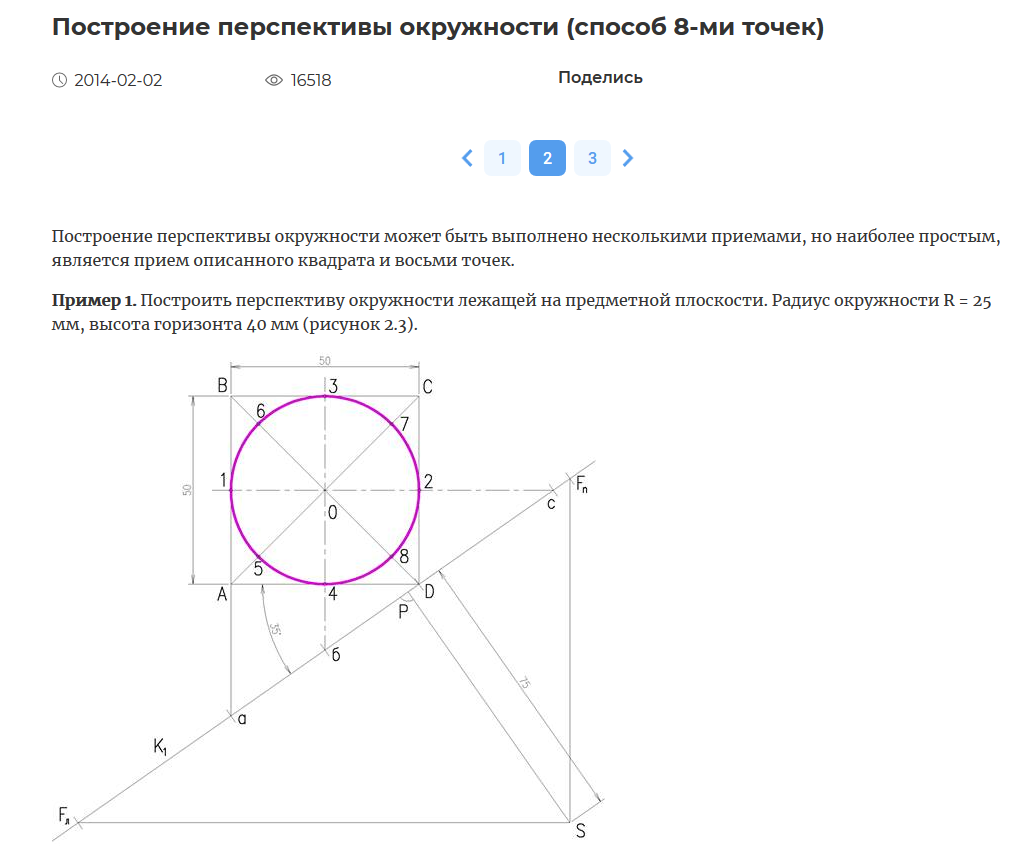 Построение перспективы окружности (способ 8-ми точек)
2014-02-02 16518 Поделись
1 2 3
Построение перспективы окружности может быть выполнено несколькими приемами, но наиболее простым,
является прием описанного квадрата и восьми точек.
Пример 1. Построить перспективу окружности лежащей на предметной плоскости. Радиус окружности R = 25
мм, высота горизонта 40 мм (рисунок 2.3).
50
B 3 C
6 7
1 2 Fп
50 0 c
5 8
A 4 D
P
35°
б
75
a
K1
Fл
S